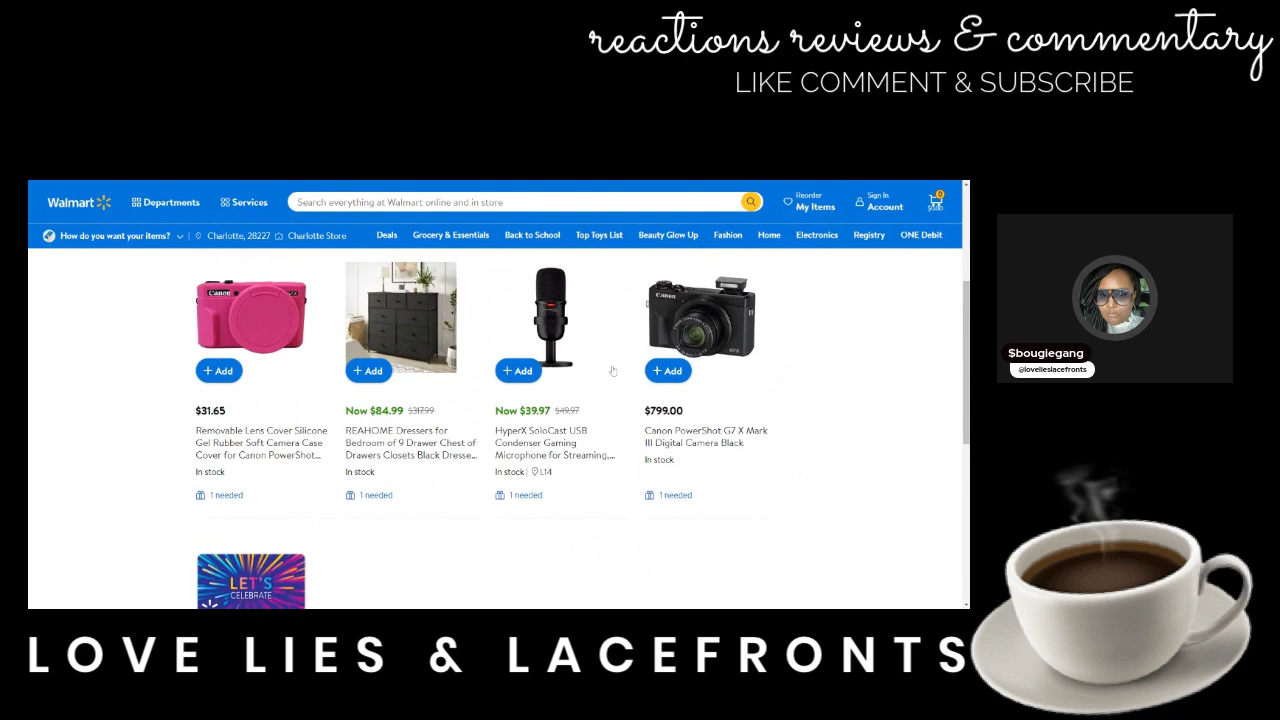 reactions reviews & commentary
LIKE COMMENT & SUBSCRIBE
Walmart
Departments
Services
Search everything at Walmart online and in store
Reorder
My Items
Sign In
Account
0
$0.00
How do you want your items?
Charlotte, 28227
Charlotte Store
Deals
Grocery & Essentials
Back to School
Top Toys List
Beauty Glow Up
Fashion
Home
Electronics
Registry
ONE Debit
Canon
Canon
+ Add
+ Add
+ Add
+ Add
$31.65
Removable Lens Cover Silicone
Gel Rubber Soft Camera Case
Cover for Canon PowerShot...
In stock
1 needed
Now $84.99 $317.99
REAHOME Dressers for
Bedroom of 9 Drawer Chest of
Drawers Closets Black Dresse...
In stock
1 needed
Now $39.97 $49.97
HyperX SoloCast USB
Condenser Gaming
Microphone for Streaming,...
In stock | L14
1 needed
$799.00
Canon PowerShot G7 X Mark
III Digital Camera Black
In stock
1 needed
LET'S
CELEBRATE
$bougiegang
@lovelieslacefronts
LOVE LIES & LACEFRONTS